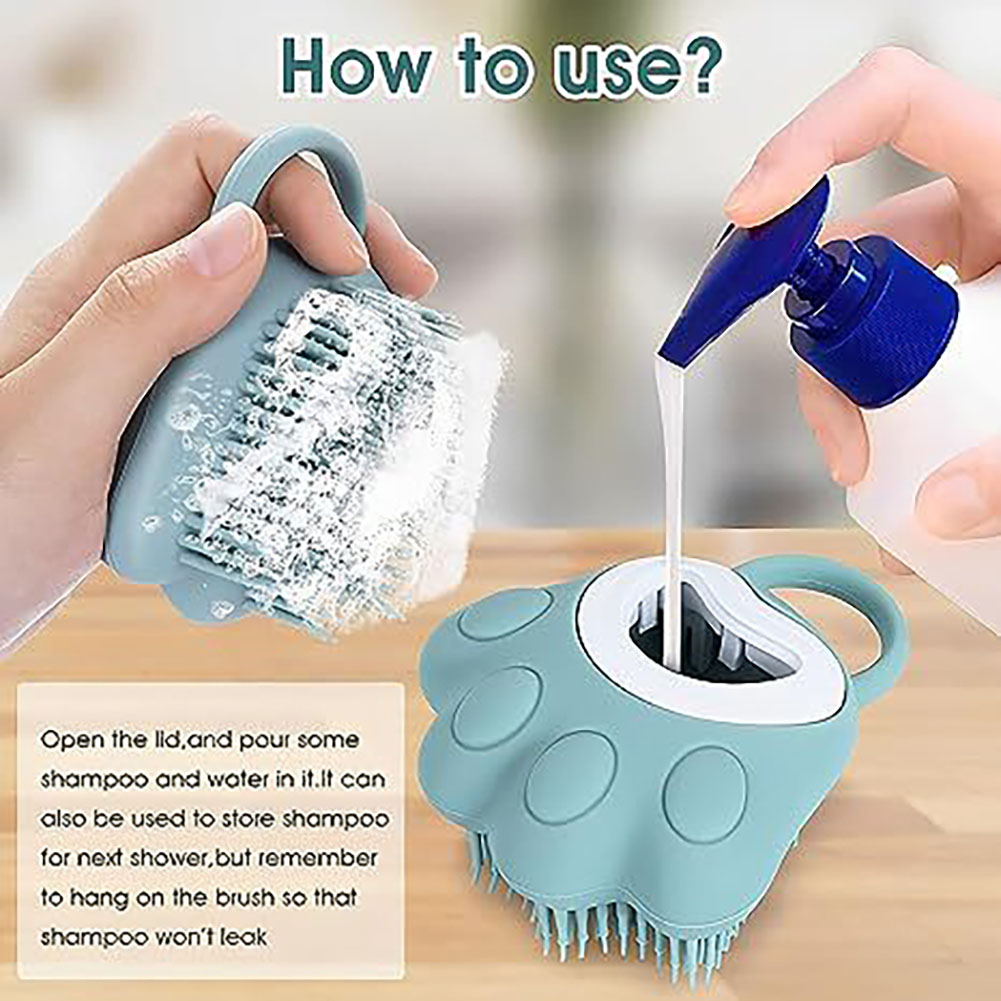 How to use?
Open the lid,and pour some
shampoo and water in it.It can
also be used to store shampoo
for next shower,but remember
to hang on the brush so that
shampoo won't leak